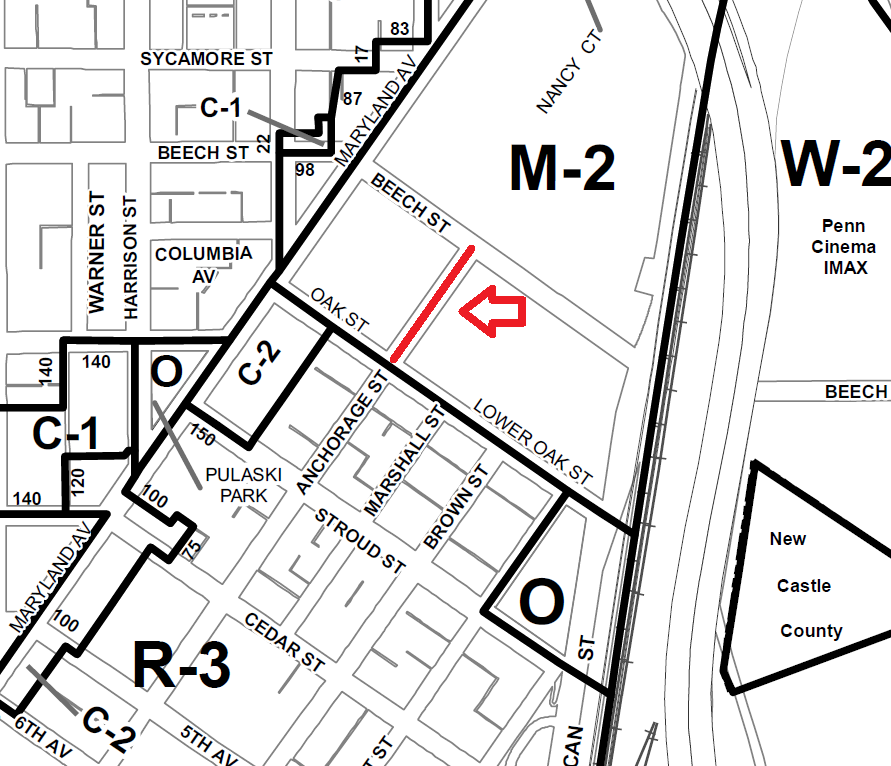 83
SYCAMORE ST
17
NANCY CT
87
C-1
MARYLAND AV
22
BEECH ST
98
M-2
W-2
BEECH ST
WARNER ST
HARRISON ST
Penn
Cinema
IMAX
COLUMBIA
AV
OAK ST
140
140
O
C-2
BEECH
C-1
ANCHORAGE ST
LOWER OAK ST
MARSHALL ST
150
PULASKI
PARK
120
140
100
BROWN ST
STROUD ST
75
New
Castle
County
MARYLAND AV
O
100
CEDAR ST
ST
R-3
C-2
6TH AV
5TH AV
T ST
CAN